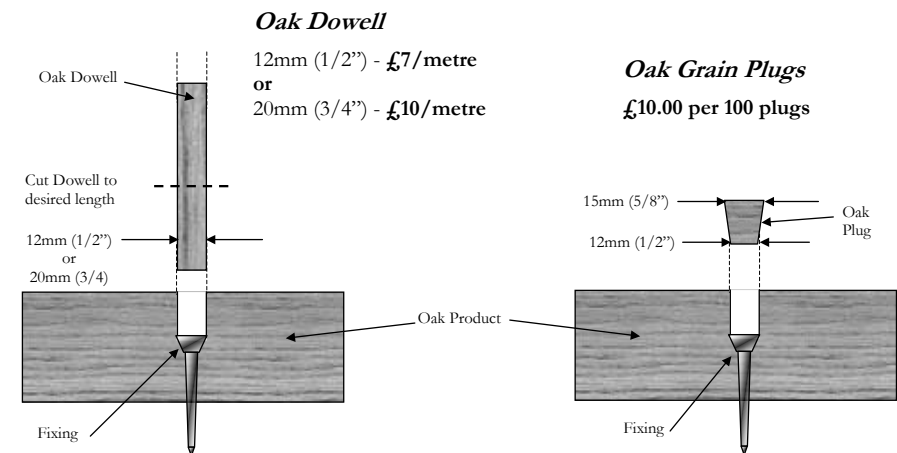 Oak Dowell
12mm (1/2”) - £7/metre
or
20mm (3/4”) - £10/metre
Oak Dowell
Cut Dowell to
desired length
12mm (1/2”)
or
20mm (3/4)
Oak Grain Plugs
£10.00 per 100 plugs
15mm (5/8”)
12mm (1/2”)
Oak
Plug
Oak Product
Fixing
Fixing